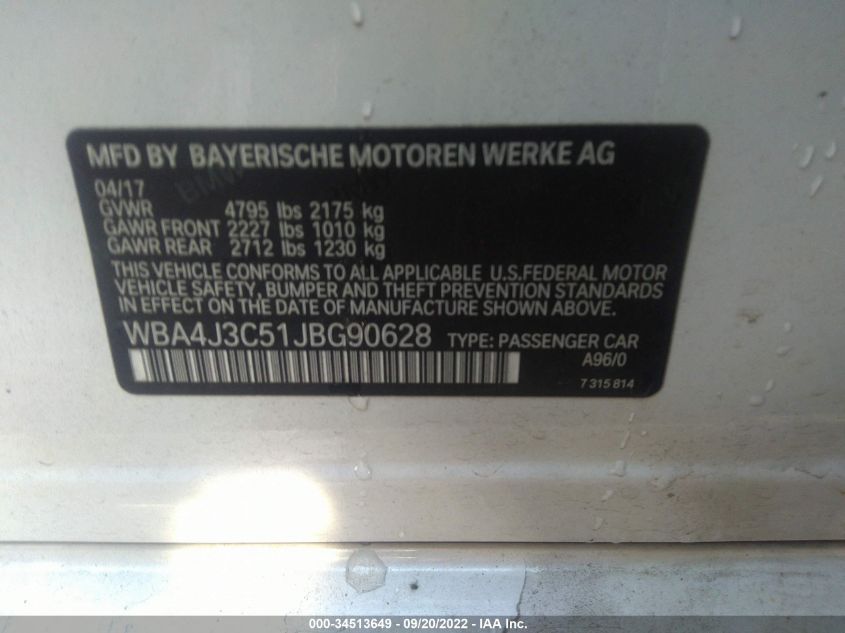 MFD BY BAYERISCHE MOTOREN WERKE AG
04/17
GVWR 4795 lbs 2175 kg
GAWR FRONT 2227 lbs 1010 kg
GAWR REAR 2712 lbs 1230 kg
THIS VEHICLE CONFORMS TO ALL APPLICABLE U.S.FEDERAL MOTOR
VEHICLE SAFETY, BUMPER AND THEFT PREVENTION STANDARDS
IN EFFECT ON THE DATE OF MANUFACTURE SHOWN ABOVE.
WBA4J3C51JBG90628 TYPE: PASSENGER CAR
A96/0
7 315 814
000-34513649 - 09/20/2022 - IAAI - Copyright IAA, Inc.